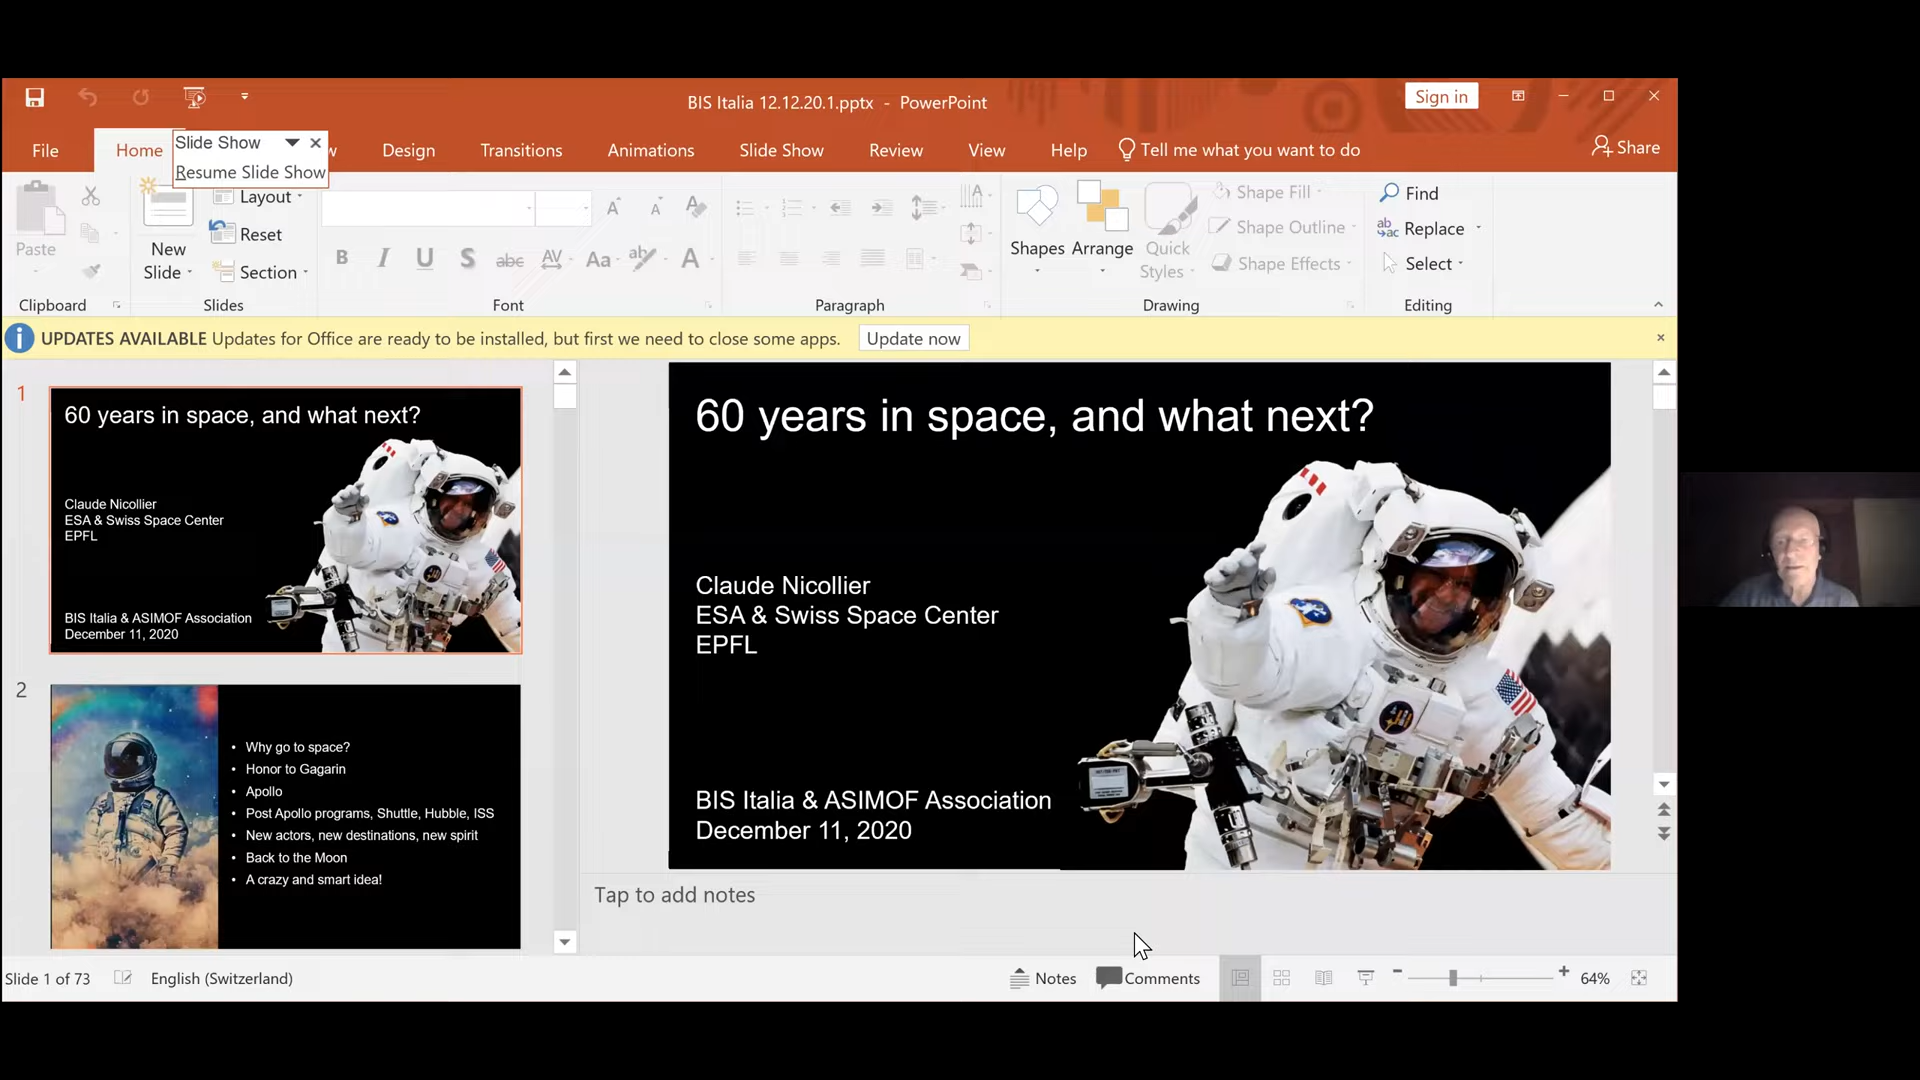 BIS Italia 12.12.20.1.pptx - PowerPoint
Sign in
File
Home
Slide Show
Resume Slide Show
w
Design
Transitions
Animations
Slide Show
Review
View
Help
Tell me what you want to do
Share
Paste
New
Slide
Layout
Reset
Section
B I U S abc AV Aa A
Shapes
Arrange
Quick
Styles
Shape Fill
Shape Outline
Shape Effects
Find
Replace
Select
Clipboard
Slides
Font
Paragraph
Drawing
Editing
UPDATES AVAILABLE Updates for Office are ready to be installed, but first we need to close some apps.
Update now
1
60 years in space, and what next?
Claude Nicollier
ESA & Swiss Space Center
EPFL
BIS Italia & ASIMOF Association
December 11, 2020
2
• Why go to space?
• Honor to Gagarin
• Apollo
• Post Apollo programs, Shuttle, Hubble, ISS
• New actors, new destinations, new spirit
• Back to the Moon
• A crazy and smart idea!
60 years in space, and what next?
Claude Nicollier
ESA & Swiss Space Center
EPFL
BIS Italia & ASIMOF Association
December 11, 2020
Tap to add notes
Slide 1 of 73
English (Switzerland)
Notes
Comments
64%